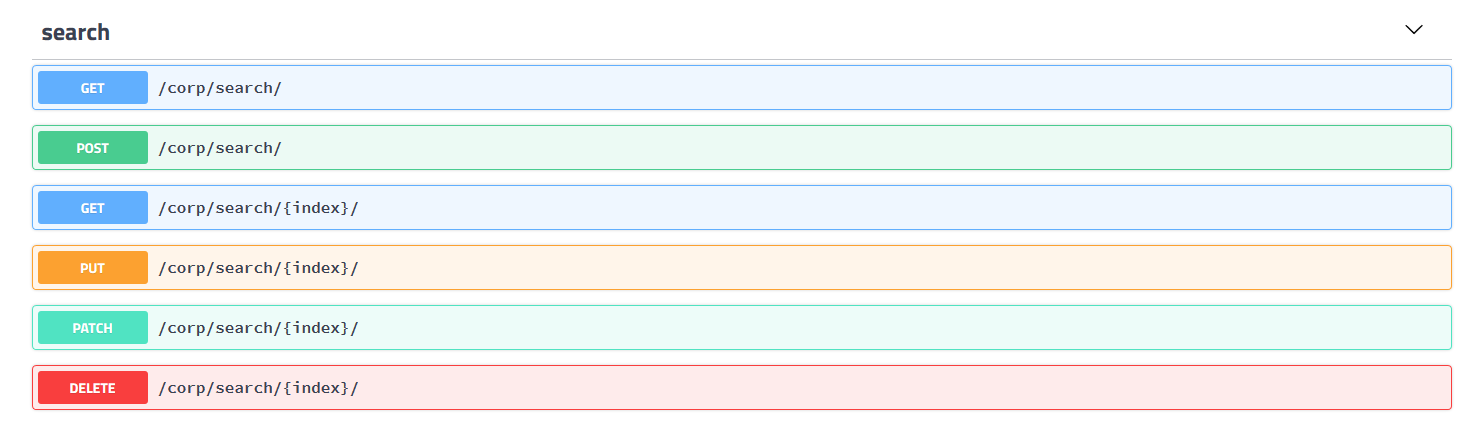 search
GET /corp/search/
POST /corp/search/
GET /corp/search/{index}/
PUT /corp/search/{index}/
PATCH /corp/search/{index}/
DELETE /corp/search/{index}/